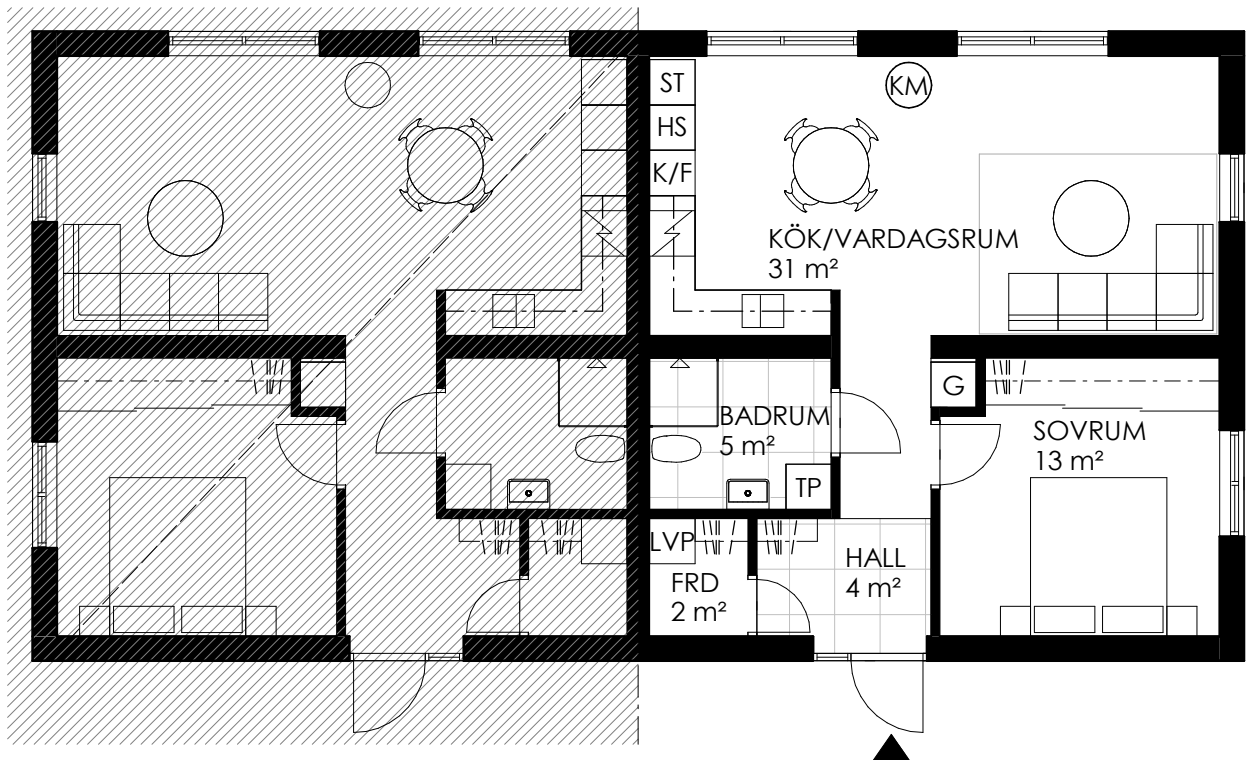 ST
KM
HS
K/F
KÖK/VARDAGSRUM
31 m²
G
BADRUM
5 m²
SOVRUM
13 m²
TP
LVP
HALL
4 m²
FRD
2 m²